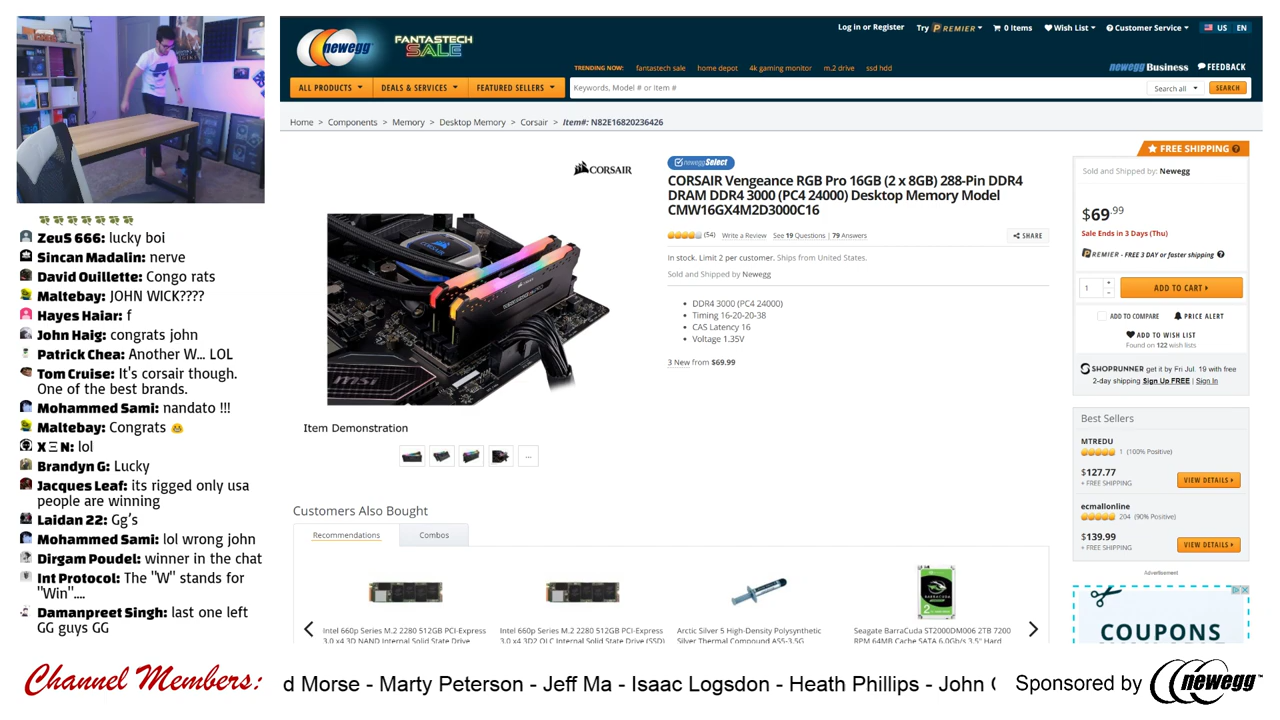 ZeuS 666: lucky boi
Sincan Madalin: nerve
David Ouillette: Congo rats
Maltebay: JOHN WICK????
Hayes Haiar: f
John Haig: congrats john
Patrick Chea: Another W... LOL
Tom Cruise: It's corsair though.
One of the best brands.
Mohammed Sami: nandato !!!
Maltebay: Congrats 😂
X Ξ N: lol
Brandyn G: Lucky
Jacques Leaf: its rigged only usa
people are winning
Laidan 22: Gg's
Mohammed Sami: lol wrong john
Dirgam Poudel: winner in the chat
Int Protocol: The "W" stands for
"Win"....
Damanpreet Singh: last one left
GG guys GG
newegg
FANTASTECH
SALE
Log in or Register
Try PREMIER
0 Items
Wish List
Customer Service
US EN
TRENDING NOW: fantastech sale home depot 4k gaming monitor m.2 drive ssd hdd
newegg Business
FEEDBACK
ALL PRODUCTS
DEALS & SERVICES
FEATURED SELLERS
Keywords, Model # or Item #
Search all
SEARCH
Home > Components > Memory > Desktop Memory > Corsair > Item#: N82E16820236426
CORSAIR
msi
Item Demonstration
...
neweggSelect
CORSAIR Vengeance RGB Pro 16GB (2 x 8GB) 288-Pin DDR4
DRAM DDR4 3000 (PC4 24000) Desktop Memory Model
CMW16GX4M2D3000C16
(54) Write a Review See 19 Questions | 79 Answers
SHARE
In stock. Limit 2 per customer. Ships from United States.
Sold and Shipped by Newegg
• DDR4 3000 (PC4 24000)
• Timing 16-20-20-38
• CAS Latency 16
• Voltage 1.35V
3 New from $69.99
FREE SHIPPING
Sold and Shipped by: Newegg
$69.99
Sale Ends in 3 Days (Thu)
PREMIER - FREE 3 DAY or faster shipping
1
ADD TO CART
ADD TO COMPARE
PRICE ALERT
ADD TO WISH LIST
Found on 122 wish lists
SHOPRUNNER get it by Fri Jul. 19 with free
2-day shipping Sign Up FREE | Sign In
Best Sellers
MTREDU
1 (100% Positive)
$127.77
+ FREE SHIPPING
VIEW DETAILS
ecmallonline
204 (90% Positive)
$139.99
+ FREE SHIPPING
VIEW DETAILS
Advertisement
COUPONS
Customers Also Bought
Recommendations
Combos
Intel 660p Series M.2 2280 512GB PCI-Express
3.0 x4 3D NAND Internal Solid State Drive
Intel 660p Series M.2 2280 512GB PCI-Express
3.0 x4 3D2 QLC Internal Solid State Drive (SSD)
Arctic Silver 5 High-Density Polysynthetic
Silver Thermal Compound AS5-3.5G
Seagate BarraCuda ST2000DM006 2TB 7200
RPM 64MB Cache SATA 6.0Gb/s 3.5" Hard
Channel Members:
d Morse - Marty Peterson - Jeff Ma - Isaac Logsdon - Heath Phillips - John
Sponsored by newegg